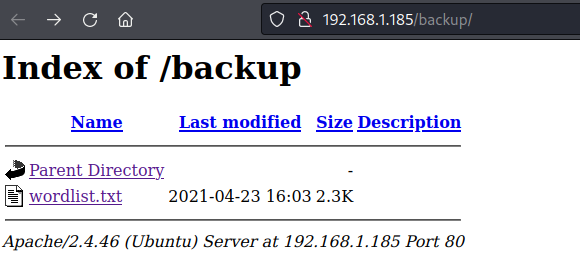 192.168.1.185/backup/
Index of /backup
Name Last modified Size Description
Parent Directory -
wordlist.txt 2021-04-23 16:03 2.3K
Apache/2.4.46 (Ubuntu) Server at 192.168.1.185 Port 80